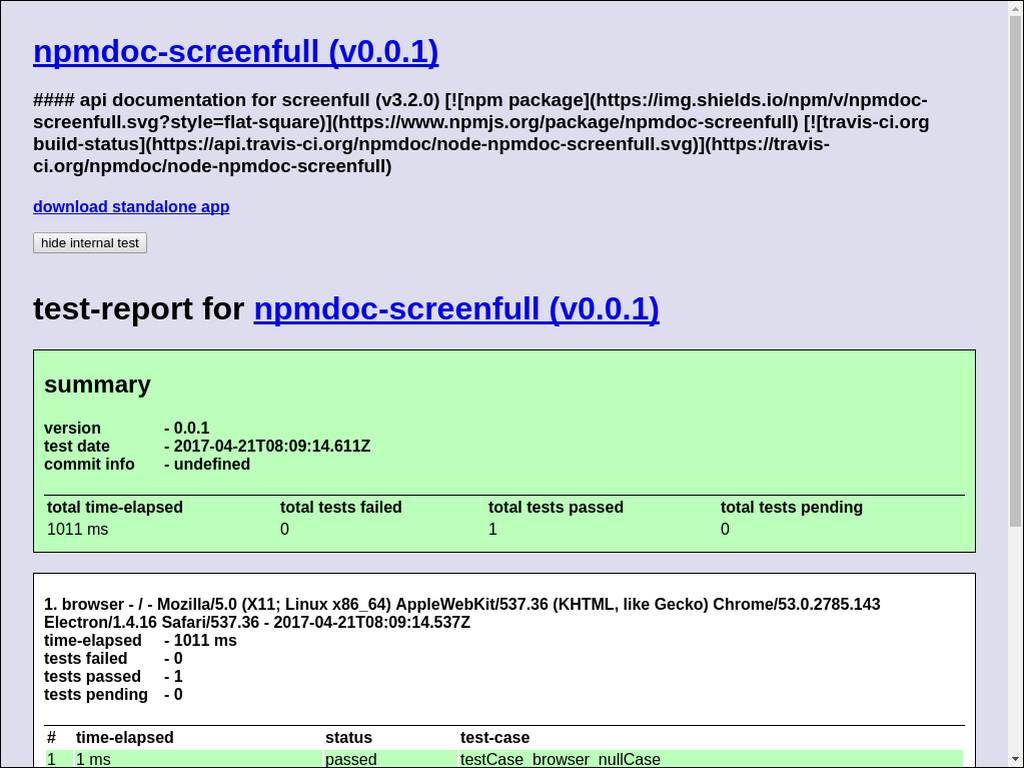 npmdoc-screenfull (v0.0.1)
#### api documentation for screenfull (v3.2.0) [![npm package](https://img.shields.io/npm/v/npmdoc-
screenfull.svg?style=flat-square)](https://www.npmjs.org/package/npmdoc-screenfull) [![travis-ci.org
build-status](https://api.travis-ci.org/npmdoc/node-npmdoc-screenfull.svg)](https://travis-
ci.org/npmdoc/node-npmdoc-screenfull)
download standalone app
hide internal test
test-report for npmdoc-screenfull (v0.0.1)
summary
version - 0.0.1
test date - 2017-04-21T08:09:14.611Z
commit info - undefined
total time-elapsed total tests failed total tests passed total tests pending
1011 ms 0 1 0
1. browser - / - Mozilla/5.0 (X11; Linux x86_64) AppleWebKit/537.36 (KHTML, like Gecko) Chrome/53.0.2785.143
Electron/1.4.16 Safari/537.36 - 2017-04-21T08:09:14.537Z
time-elapsed - 1011 ms
tests failed - 0
tests passed - 1
tests pending - 0
# time-elapsed status test-case
1 1 ms passed testCase_browser_nullCase